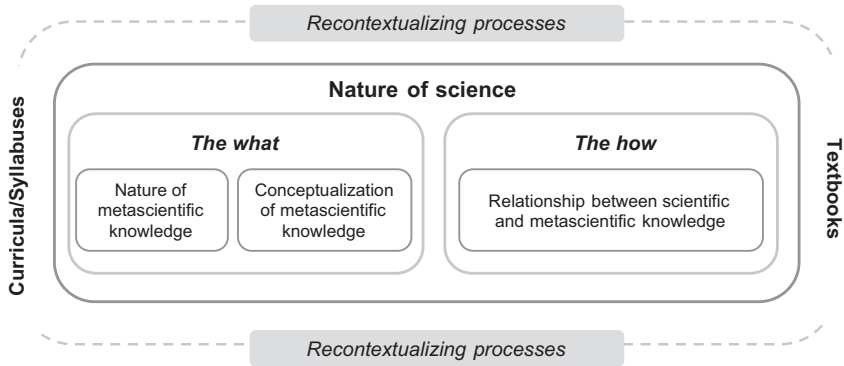 Recontextualizing processes
Nature of science
Curricula/Syllabuses
The what
Nature of
metascientific
knowledge
Conceptualization
of metascientific
knowledge
The how
Relationship between scientific
and metascientific knowledge
Textbooks
Recontextualizing processes